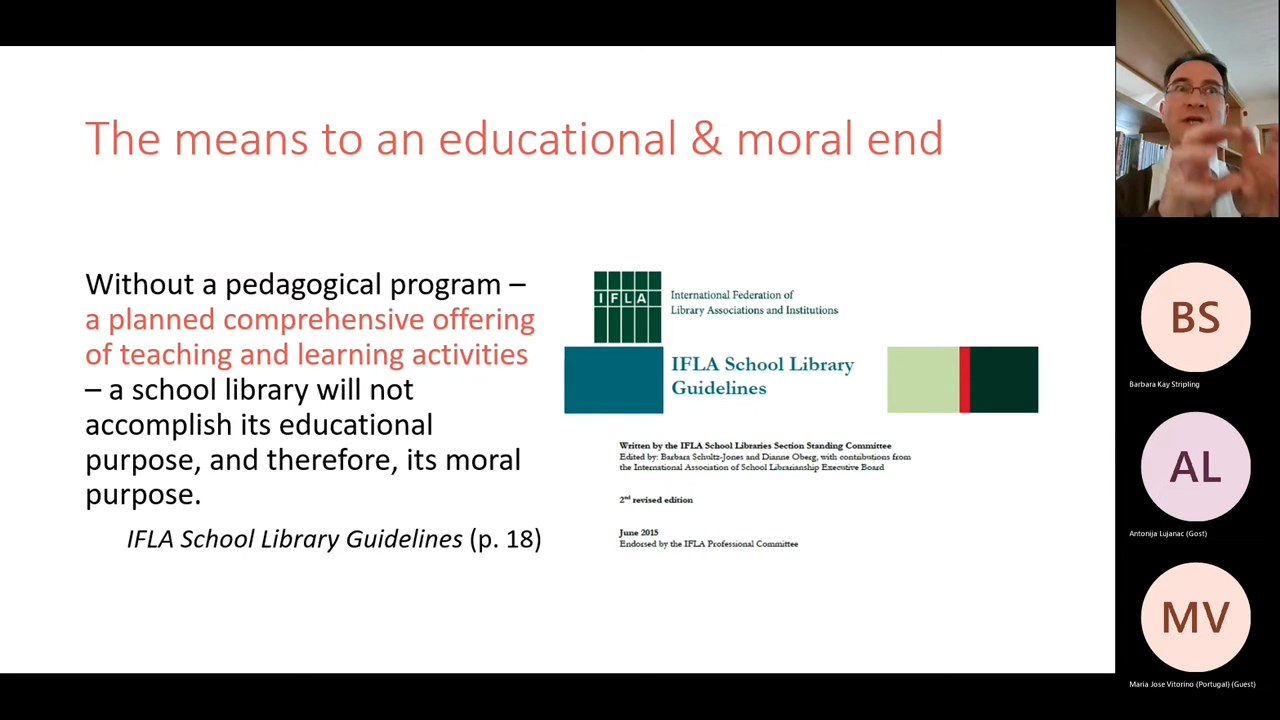 The means to an educational & moral end
Without a pedagogical program –
a planned comprehensive offering
of teaching and learning activities
– a school library will not
accomplish its educational
purpose, and therefore, its moral
purpose.
IFLA School Library Guidelines (p. 18)
IFLA
International Federation of
Library Associations and Institutions
IFLA School Library
Guidelines
Written by the IFLA School Libraries Section Standing Committee
Edited by: Barbara Schultz-Jones and Dianne Oberg, with contributions from
the International Association of School Librarianship Executive Board
2nd revised edition
June 2015
Endorsed by the IFLA Professional Committee
BS
Barbara Kay Stripling
AL
Antonija Lujanac (Gost)
MV
Maria Jose Vitorino (Portugal) (Guest)